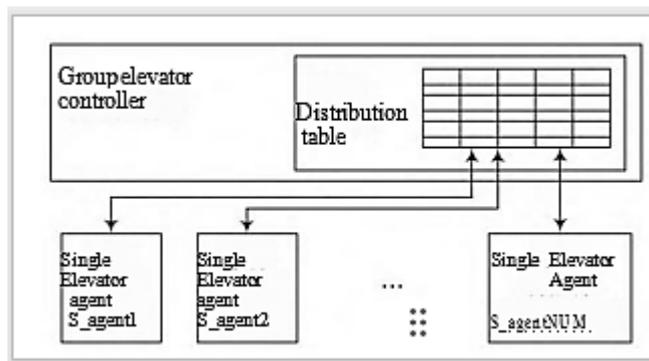 Groupelevator
controller
Distribution
table
Single
Elevator
agent
S_agent1
Single
Elevator
agent
S_agent2
...
Single Elevator
Agent
S_agentNUM